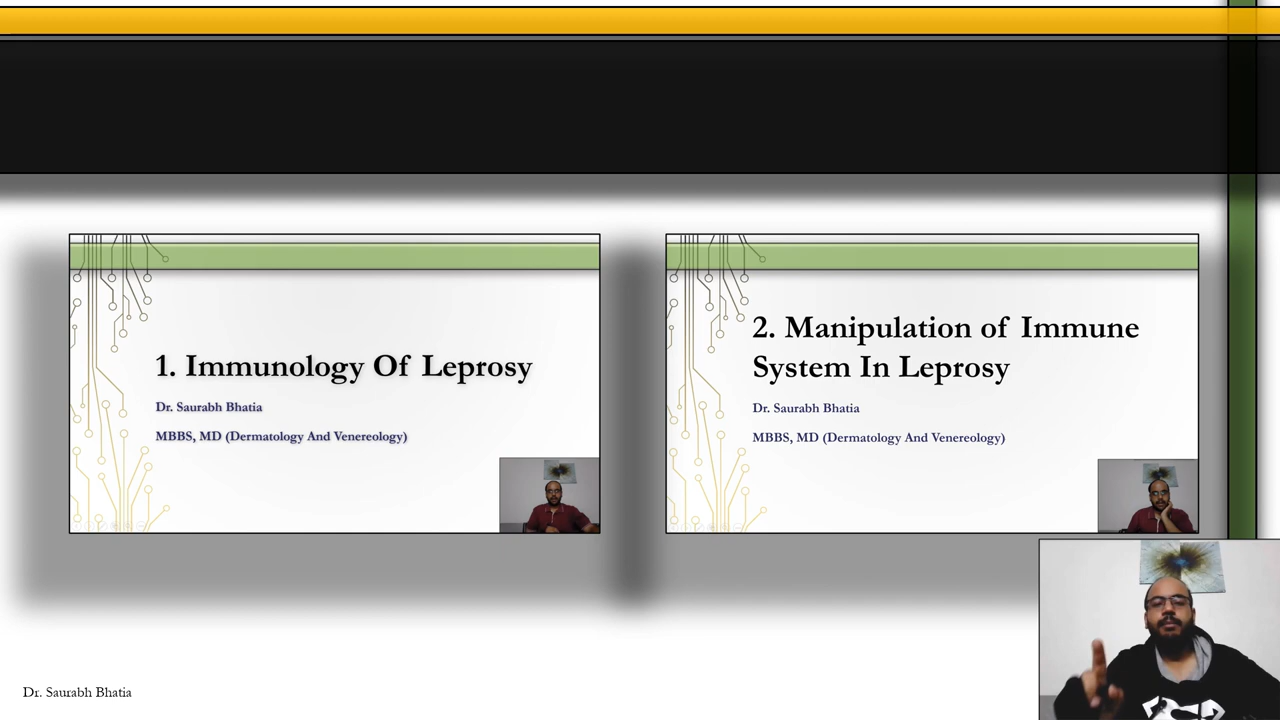 1. Immunology Of Leprosy
Dr. Saurabh Bhatia
MBBS, MD (Dermatology And Venereology)
2. Manipulation of Immune
System In Leprosy
Dr. Saurabh Bhatia
MBBS, MD (Dermatology And Venereology)
Dr. Saurabh Bhatia